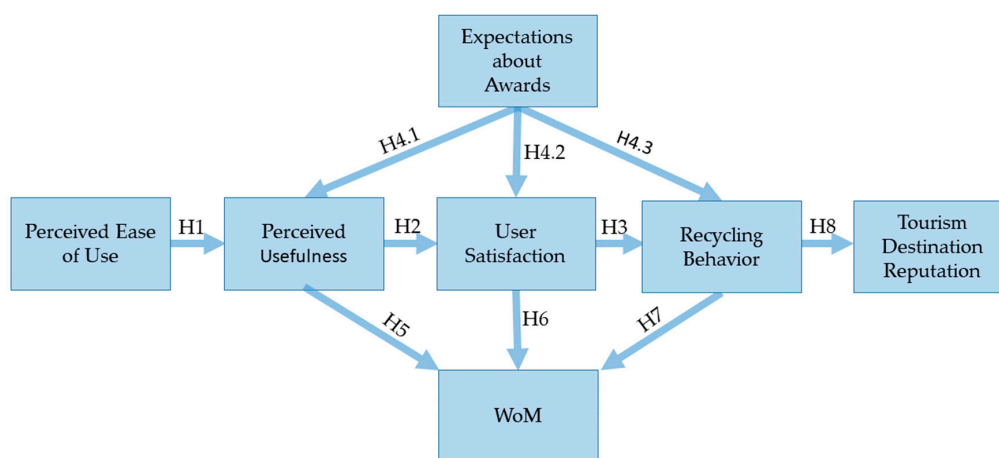 Expectations
about
Awards
H4.1
H4.2
H4.3
Perceived Ease
of Use
H1
Perceived
Usefulness
H2
User
Satisfaction
H3
Recycling
Behavior
H8
Tourism
Destination
Reputation
H5
H6
H7
WoM